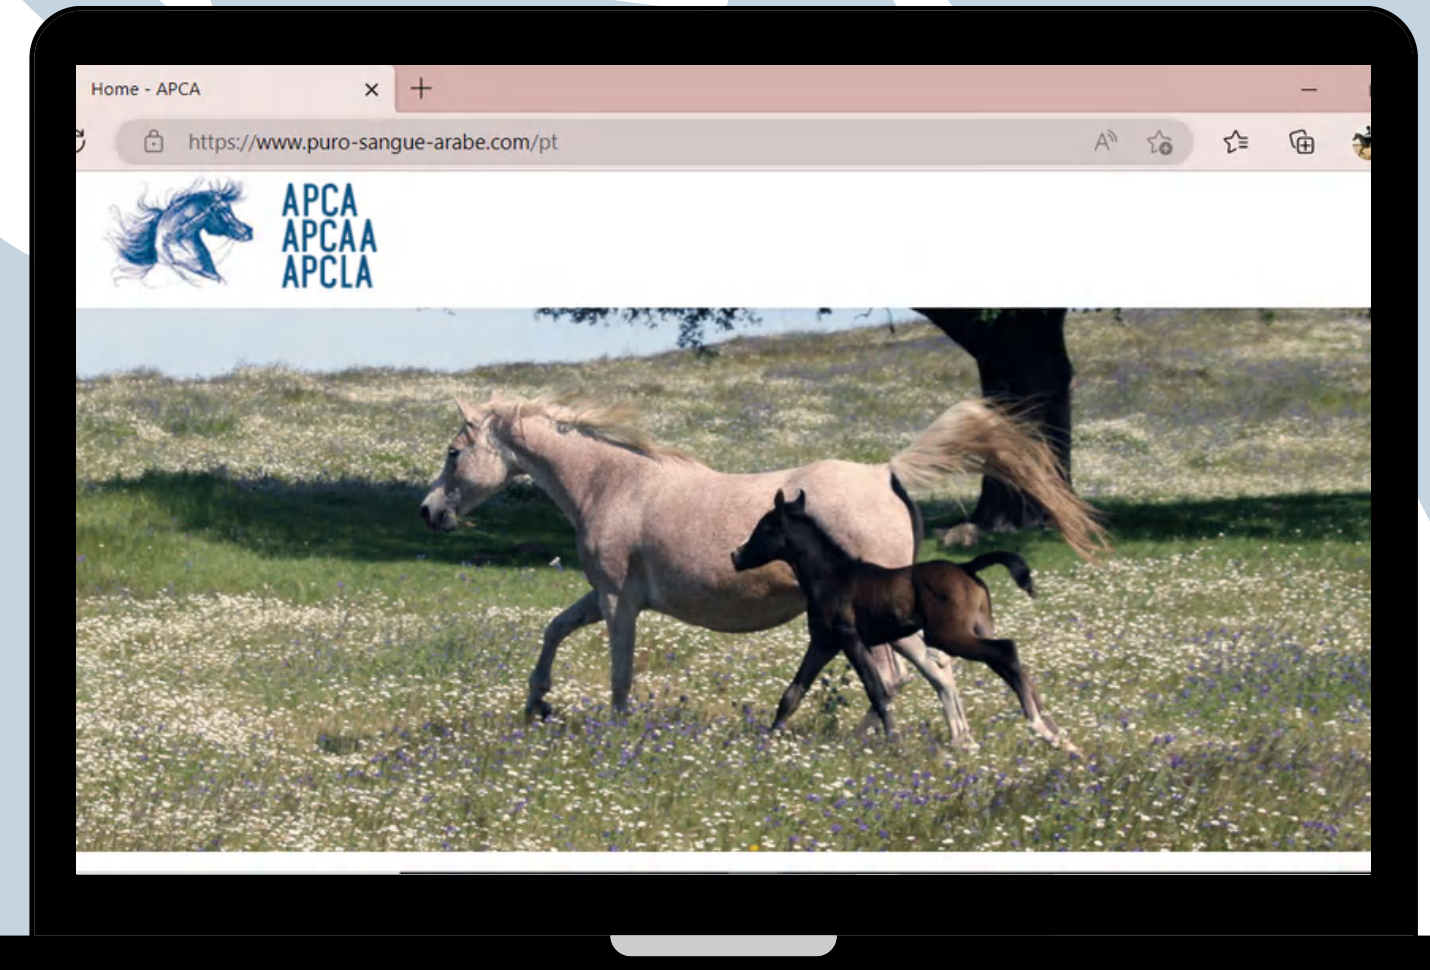 Home - APCA
https://www.puro-sangue-arabe.com/pt
APCA
APCAA
APCLA